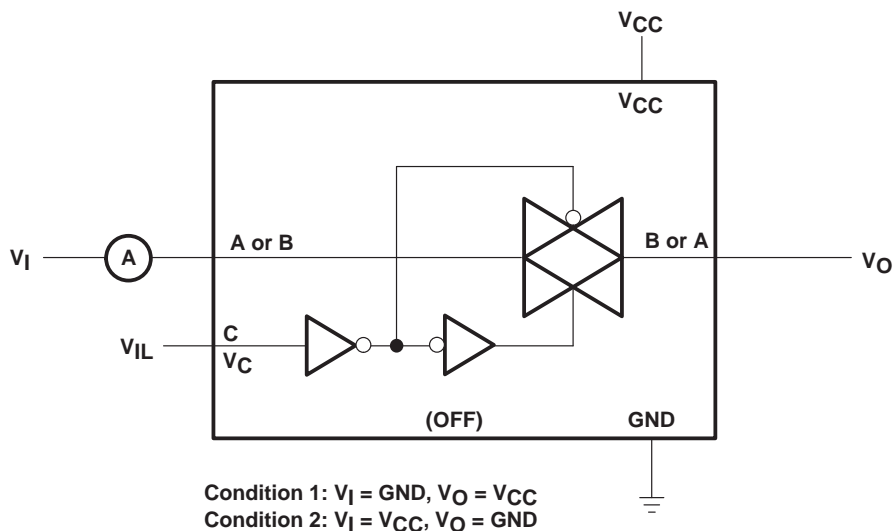 VCC
VCC
VI
A
A or B
B or A
VO
VIL
C
VC
(OFF)
GND
Condition 1: VI = GND, VO = VCC
Condition 2: VI = VCC, VO = GND